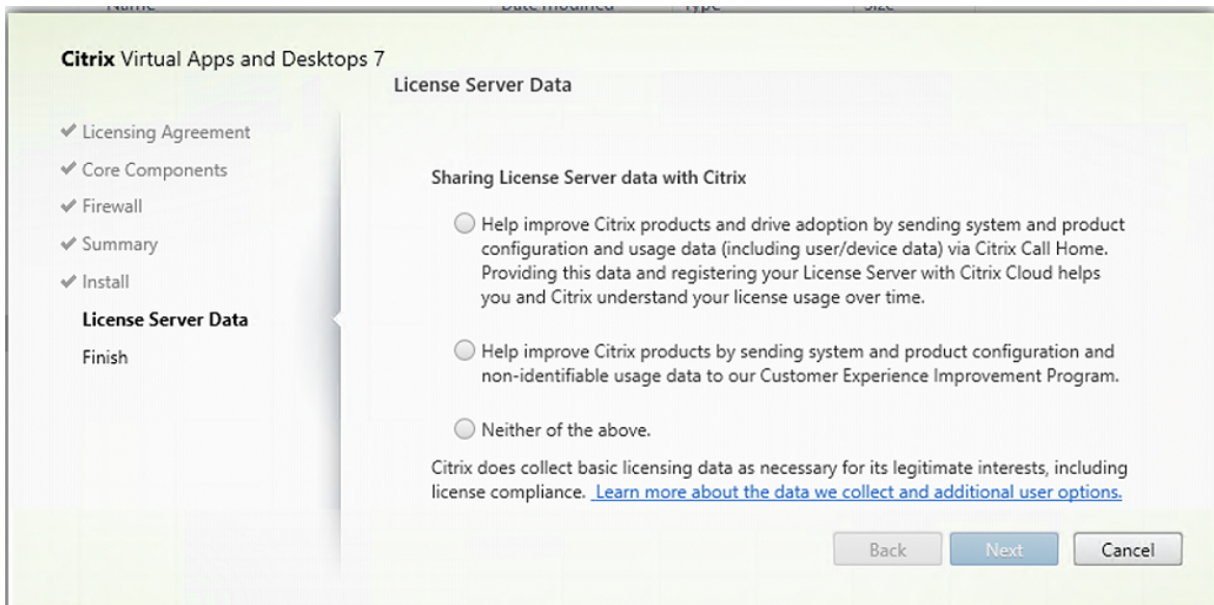 Name Date modified Type Size
Citrix Virtual Apps and Desktops 7
License Server Data
Licensing Agreement
Core Components
Firewall
Summary
Install
License Server Data
Finish
Sharing License Server data with Citrix
Help improve Citrix products and drive adoption by sending system and product
configuration and usage data (including user/device data) via Citrix Call Home.
Providing this data and registering your License Server with Citrix Cloud helps
you and Citrix understand your license usage over time.
Help improve Citrix products by sending system and product configuration and
non-identifiable usage data to our Customer Experience Improvement Program.
Neither of the above.
Citrix does collect basic licensing data as necessary for its legitimate interests, including
license compliance. Learn more about the data we collect and additional user options.
Back Next Cancel